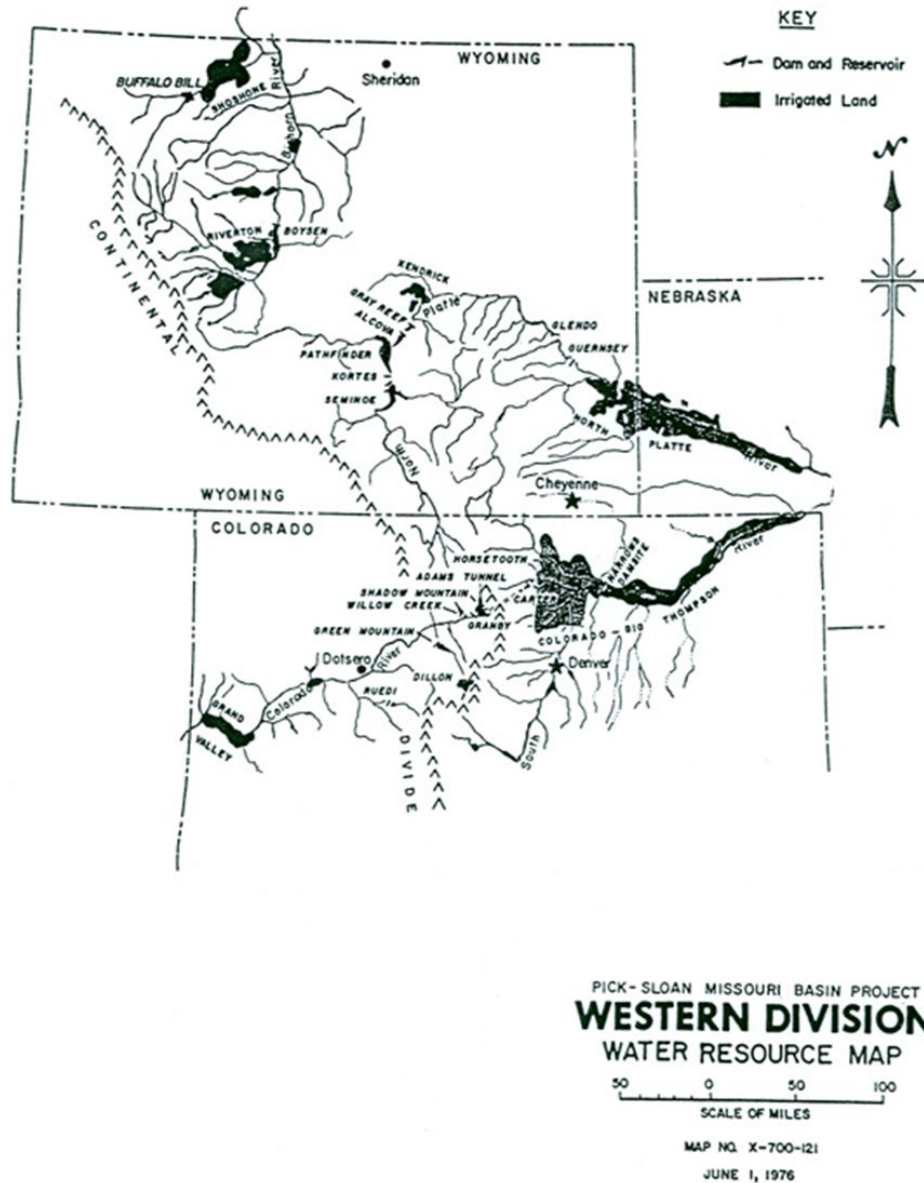 KEY
Dam and Reservoir
Irrigated Land
N
WYOMING
Sheridan
BUFFALO BILL
SHOSHONE
Bighorn River
CONTINENTAL
RIVERTON
BOYSEN
KENDRICK
GRAY REEF
ALCOVA
Platte
PATHFINDER
KORTES
SEMINOE
GLENDO
GUERNSEY
NEBRASKA
NORTH
PLATTE
River
North
Cheyenne
WYOMING
COLORADO
HORSETOOTH
ADAMS TUNNEL
SHADOW MOUNTAIN
WILLOW CREEK
CARTER
GRANBY
NARROWS
DAMSITE
River
THOMPSON
COLORADO - BIG
GREEN MOUNTAIN
Dotsero
River
Colorado
DILLON
Denver
RUEDI
GRAND
VALLEY
South
DIVIDE
PICK-SLOAN MISSOURI BASIN PROJECT
WESTERN DIVISION
WATER RESOURCE MAP
50 0 50 100
SCALE OF MILES
MAP NO. X-700-121
JUNE 1, 1976